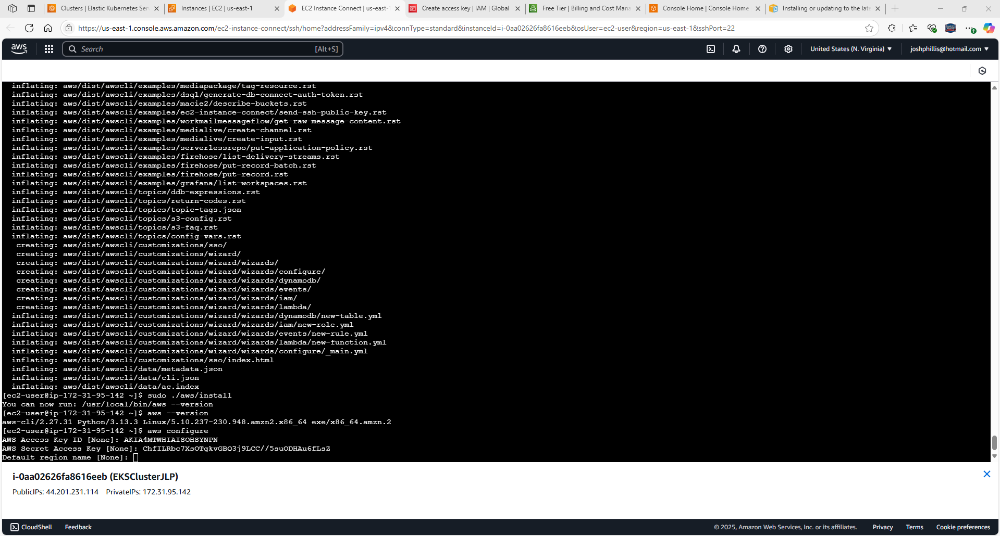 Clusters | Elastic Kubernetes Ser
Instances | EC2 | us-east-1
EC2 Instance Connect | us-east-
Create access key | IAM | Global
Free Tier | Billing and Cost Mana
Console Home | Console Home
Installing or updating to the late
https://us-east-1.console.aws.amazon.com/ec2-instance-connect/ssh/home?addressFamily=ipv4&connType=standard&instanceId=i-0aa02626fa8616eeb&osUser=ec2-user&region=us-east-1&sshPort=22
aws
Search [Alt+S]
United States (N. Virginia)
joshphillis@hotmail.com
inflating: aws/dist/awscli/examples/mediapackage/tag-resource.rst
inflating: aws/dist/awscli/examples/dsql/generate-db-connect-auth-token.rst
inflating: aws/dist/awscli/examples/macie2/describe-buckets.rst
inflating: aws/dist/awscli/examples/ec2-instance-connect/send-ssh-public-key.rst
inflating: aws/dist/awscli/examples/workmailmessageflow/get-raw-message-content.rst
inflating: aws/dist/awscli/examples/medialive/create-channel.rst
inflating: aws/dist/awscli/examples/medialive/create-input.rst
inflating: aws/dist/awscli/examples/serverlessrepo/put-application-policy.rst
inflating: aws/dist/awscli/examples/firehose/list-delivery-streams.rst
inflating: aws/dist/awscli/examples/firehose/put-record-batch.rst
inflating: aws/dist/awscli/examples/firehose/put-record.rst
inflating: aws/dist/awscli/examples/grafana/list-workspaces.rst
inflating: aws/dist/awscli/topics/ddb-expressions.rst
inflating: aws/dist/awscli/topics/return-codes.rst
inflating: aws/dist/awscli/topics/topic-tags.json
inflating: aws/dist/awscli/topics/s3-config.rst
inflating: aws/dist/awscli/topics/s3-faq.rst
inflating: aws/dist/awscli/topics/config-vars.rst
creating: aws/dist/awscli/customizations/sso/
creating: aws/dist/awscli/customizations/wizard/
creating: aws/dist/awscli/customizations/wizard/wizards/
creating: aws/dist/awscli/customizations/wizard/wizards/configure/
creating: aws/dist/awscli/customizations/wizard/wizards/dynamodb/
creating: aws/dist/awscli/customizations/wizard/wizards/events/
creating: aws/dist/awscli/customizations/wizard/wizards/iam/
creating: aws/dist/awscli/customizations/wizard/wizards/lambda/
inflating: aws/dist/awscli/customizations/wizard/wizards/dynamodb/new-table.yml
inflating: aws/dist/awscli/customizations/wizard/wizards/iam/new-role.yml
inflating: aws/dist/awscli/customizations/wizard/wizards/events/new-rule.yml
inflating: aws/dist/awscli/customizations/wizard/wizards/lambda/new-function.yml
inflating: aws/dist/awscli/customizations/wizard/wizards/configure/_main.yml
inflating: aws/dist/awscli/customizations/sso/index.html
inflating: aws/dist/awscli/data/metadata.json
inflating: aws/dist/awscli/data/cli.json
inflating: aws/dist/awscli/data/ac.index
[ec2-user@ip-172-31-95-142 ~]$ sudo ./aws/install
You can now run: /usr/local/bin/aws --version
[ec2-user@ip-172-31-95-142 ~]$ aws --version
aws-cli/2.27.31 Python/3.13.3 Linux/5.10.237-230.948.amzn2.x86_64 exe/x86_64.amzn.2
[ec2-user@ip-172-31-95-142 ~]$ aws configure
AWS Access Key ID [None]: AKIA4MTWHIAISOHSYNPN
AWS Secret Access Key [None]: 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
Default region name [None]:
i-0aa02626fa8616eeb (EKSClusterJLP)
PublicIPs: 44.201.231.114 PrivateIPs: 172.31.95.142
CloudShell Feedback © 2025, Amazon Web Services, Inc. or its affiliates. Privacy Terms Cookie preferences